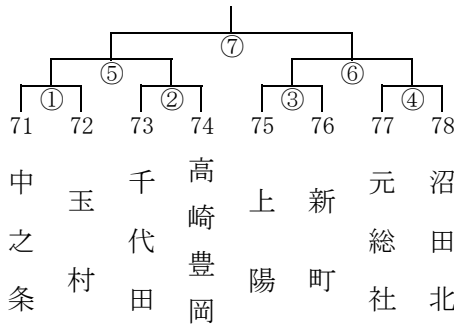 ⑦
⑤ ⑥
① ② ③ ④
71 72 73 74 75 76 77 78
中之条
玉村
千代田
高崎豊岡
上陽
新町
元総社
沼田北